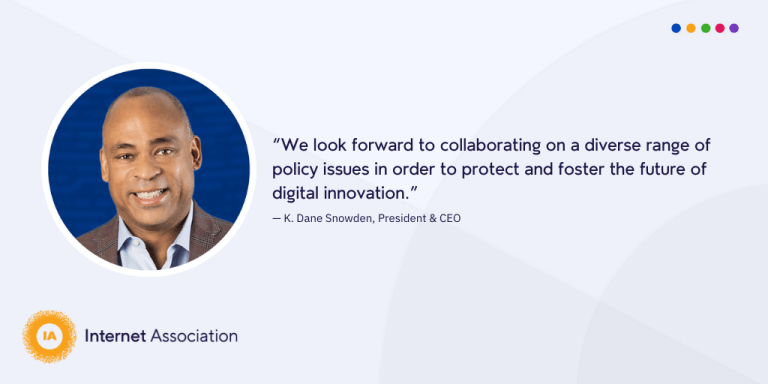 “We look forward to collaborating on a diverse range of
policy issues in order to protect and foster the future of
digital innovation.”
— K. Dane Snowden, President & CEO
IA
Internet Association